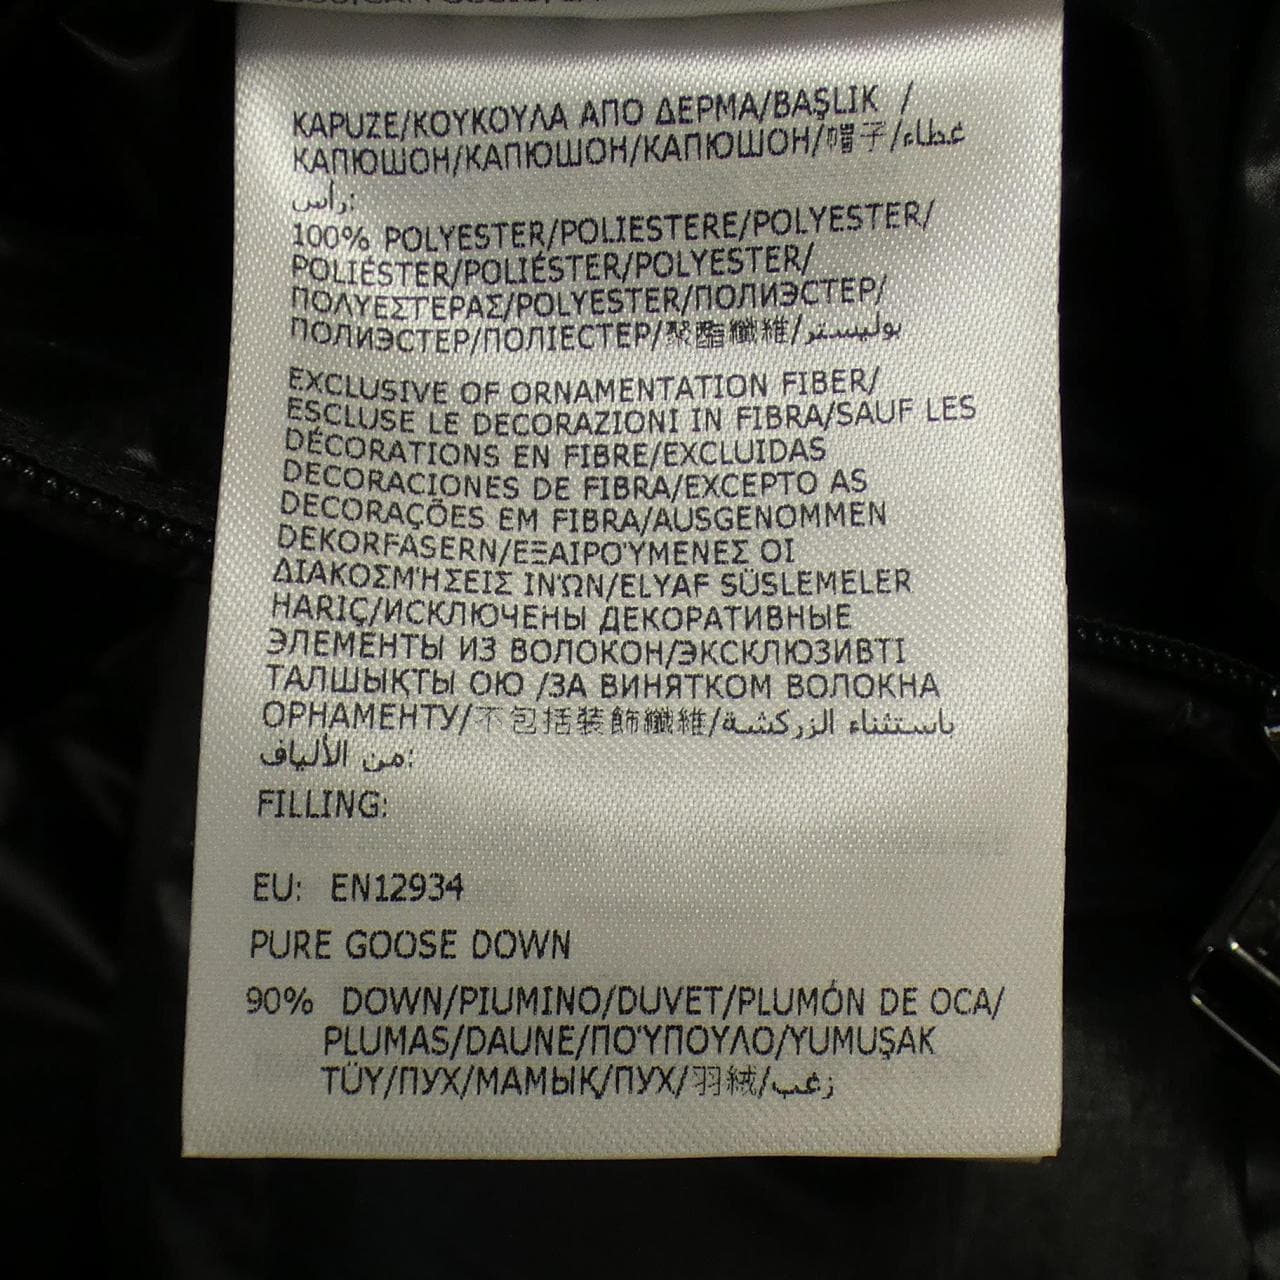 KAPUZE/ΚΟΥΚΟΥΛΑ ΑΠΟ ΔΕΡΜΑ/BAŞLIK /
КАПЮШОН/КАПЮШОН/КАПЮШОН/帽子/غطاء
رأس:
100% POLYESTER/POLIESTERE/POLYESTER/
POLIÉSTER/POLIÉSTER/POLYESTER/
ΠΟΛΥΕΣΤΕΡΑΣ/POLYESTER/ПОЛИЭСТЕР/
ПОЛИЭСТЕР/ПОЛІЕСТЕР/聚酯纖維/بوليستر
EXCLUSIVE OF ORNAMENTATION FIBER/
ESCLUSE LE DECORAZIONI IN FIBRA/SAUF LES
DÉCORATIONS EN FIBRE/EXCLUIDAS
DECORACIONES DE FIBRA/EXCEPTO AS
DECORAÇÕES EM FIBRA/AUSGENOMMEN
DEKORFASERN/ΕΞΑΙΡΟΎΜΕΝΕΣ ΟΙ
ΔΙΑΚΟΣΜΉΣΕΙΣ ΙΝΏΝ/ELYAF SÜSLEMELER
HARIÇ/ИСКЛЮЧЕНЫ ДЕКОРАТИВНЫЕ
ЭЛЕМЕНТЫ ИЗ ВОЛОКОН/ЭКСКЛЮЗИВТІ
ТАЛШЫҚТЫ ОЮ /ЗА ВИНЯТКОМ ВОЛОКНА
ОРНАМЕНТУ/不包括裝飾纖維/باستثناء الزركشة
من الألياف:
FILLING:
EU: EN12934
PURE GOOSE DOWN
90% DOWN/PIUMINO/DUVET/PLUMÓN DE OCA/
PLUMAS/DAUNE/ΠΟΎΠΟΥΛΟ/YUMUŞAK
TÜY/ПУХ/МАМЫҚ/ПУХ/羽絨/زغب